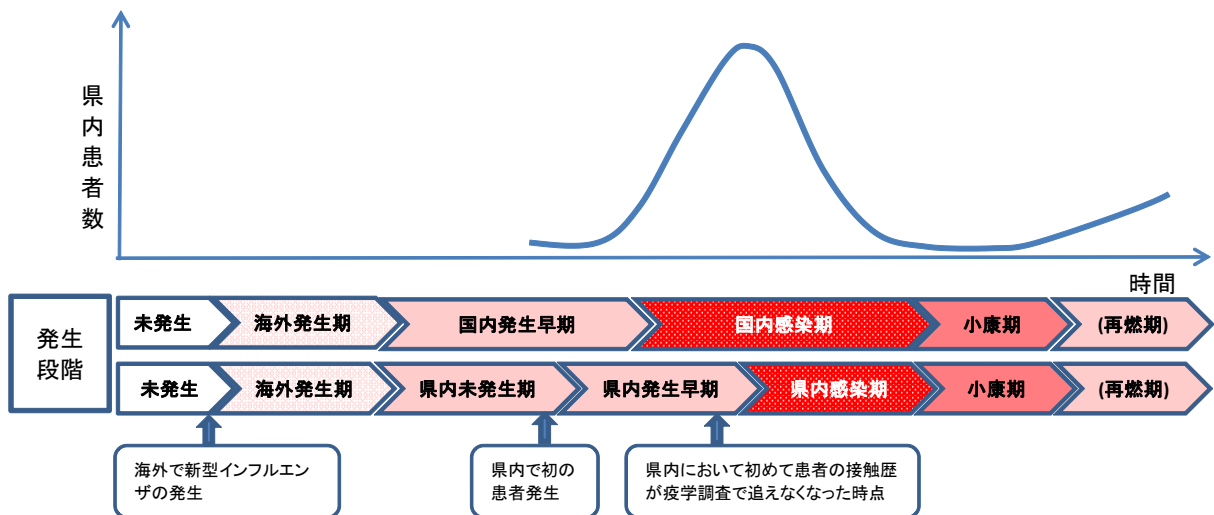 県内患者数
時間
発生
段階
未発生
海外発生期
国内発生早期
国内感染期
小康期
(再燃期)
未発生
海外発生期
県内未発生期
県内発生早期
県内感染期
小康期
(再燃期)
海外で新型インフルエン
ザの発生
県内で初の
患者発生
県内において初めて患者の接触歴
が疫学調査で追えなくなった時点